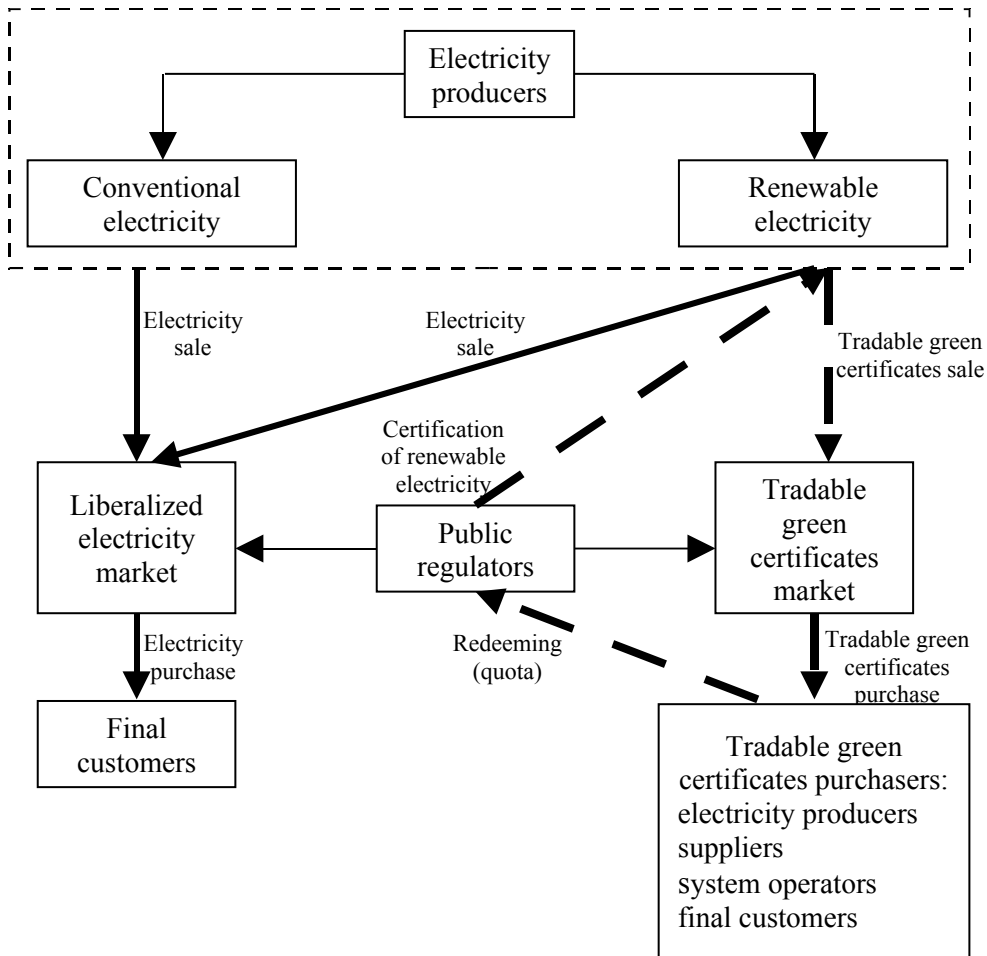 Electricity
producers
Conventional
electricity
Renewable
electricity
Electricity
sale
Electricity
sale
Tradable green
certificates sale
Certification
of renewable
electricity
Liberalized
electricity
market
Public
regulators
Tradable
green
certificates
market
Electricity
purchase
Redeeming
(quota)
Tradable green
certificates
purchase
Final
customers
Tradable green
certificates purchasers:
electricity producers
suppliers
system operators
final customers